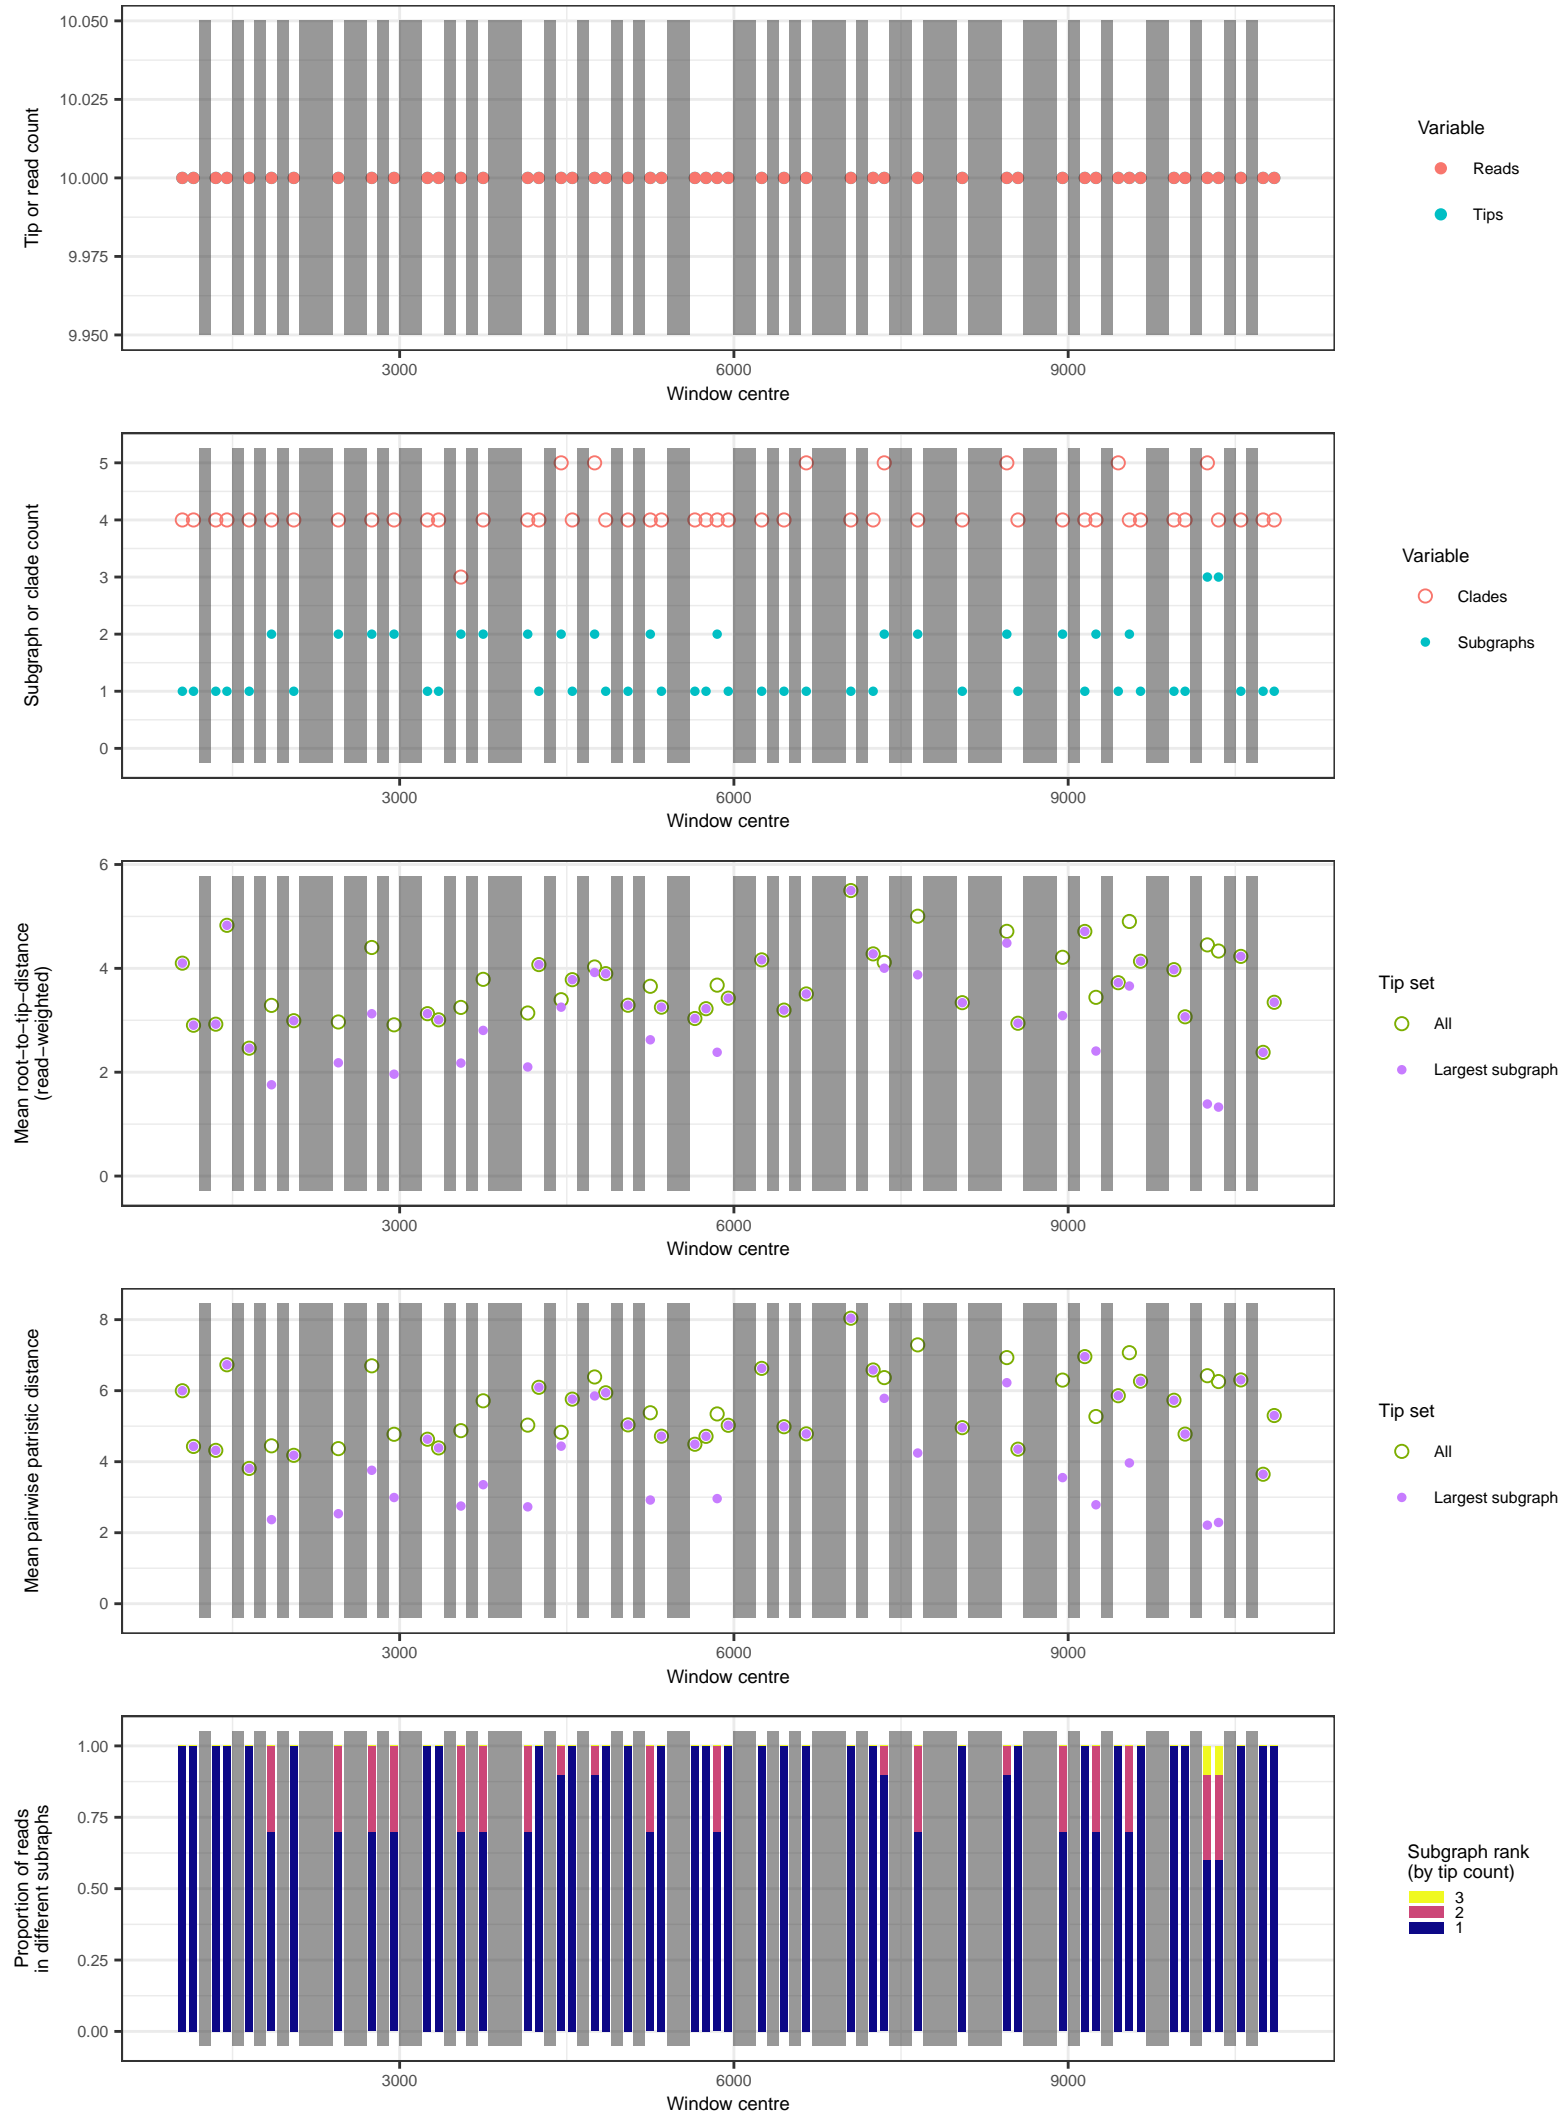 10.050
10.025
10.000
9.975
9.950
Tip or read count
3000 6000 9000
Window centre
Variable
Reads
Tips
5
4
3
2
1
0
Subgraph or clade count
3000 6000 9000
Window centre
Variable
Clades
Subgraphs
6
4
2
0
Mean root−to−tip−distance
(read−weighted)
3000 6000 9000
Window centre
Tip set
All
Largest subgraph
8
6
4
2
0
Mean pairwise patristic distance
3000 6000 9000
Window centre
Tip set
All
Largest subgraph
1.00
0.75
0.50
0.25
0.00
Proportion of reads
in different subraphs
3000 6000 9000
Window centre
Subgraph rank
(by tip count)
3
2
1